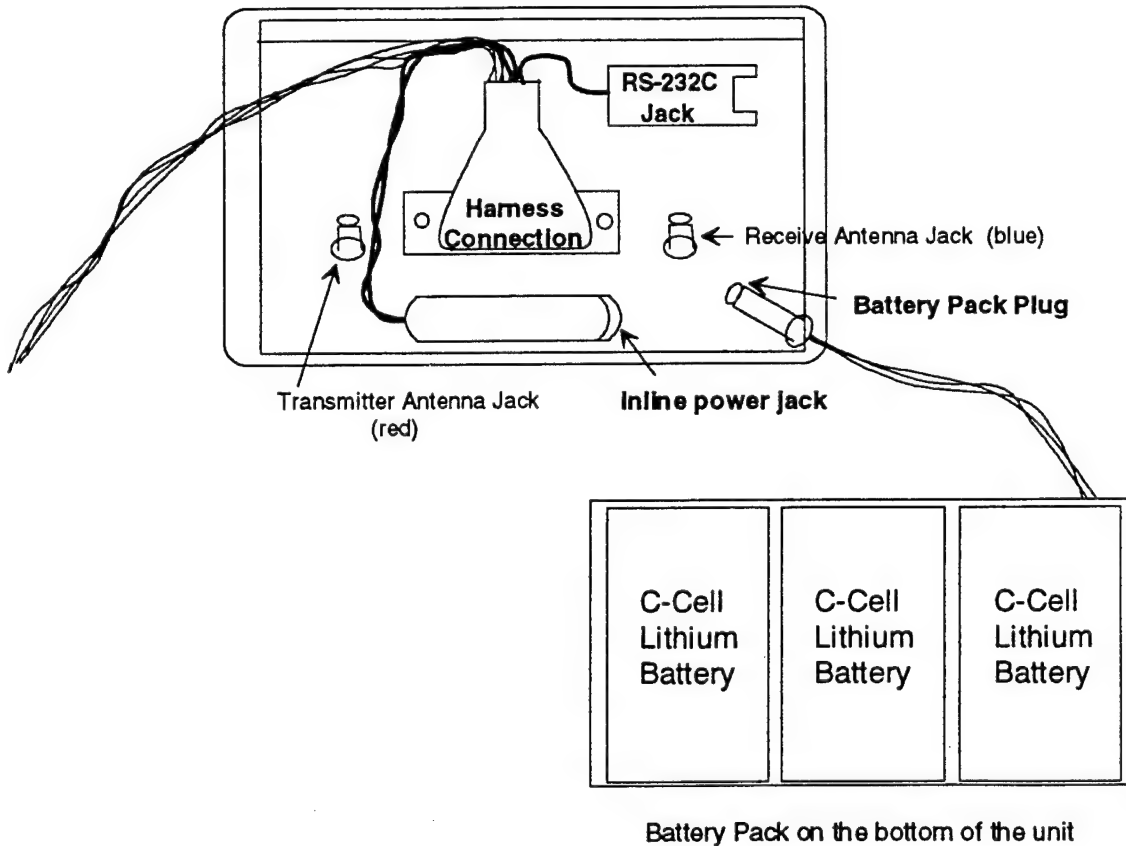 RS-232C
Jack
Harness
Connection
Receive Antenna Jack (blue)
Battery Pack Plug
Transmitter Antenna Jack
(red)
Inline power jack
C-Cell
Lithium
Battery
C-Cell
Lithium
Battery
C-Cell
Lithium
Battery
Battery Pack on the bottom of the unit